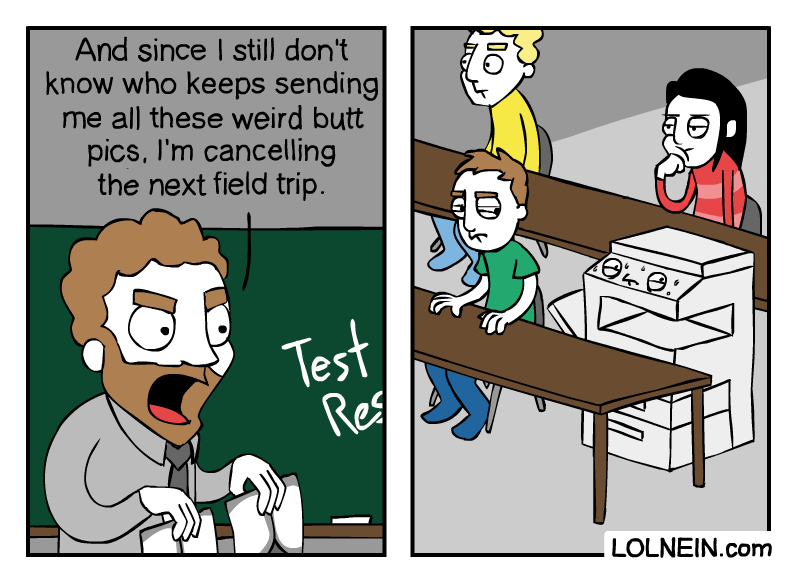 And since I still don't
know who keeps sending
me all these weird butt
pics, I'm cancelling
the next field trip.
Test
Res
LOLNEIN.com